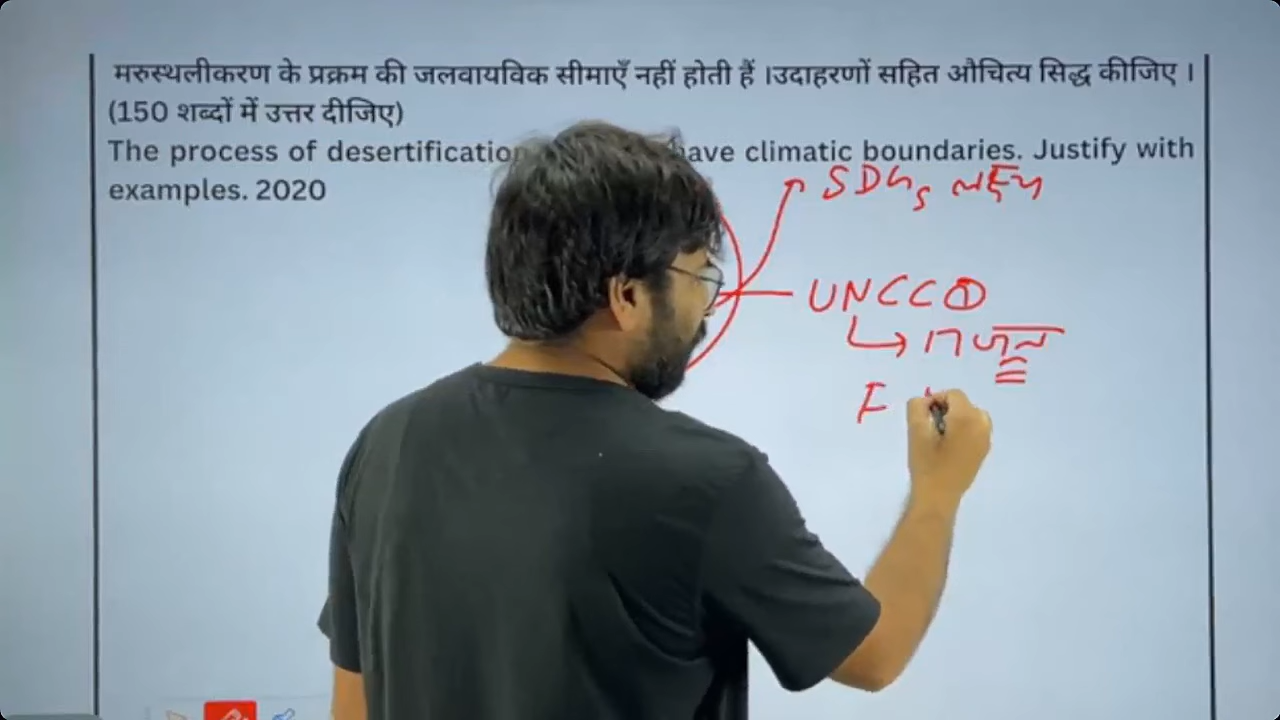 मरुस्थलीकरण के प्रक्रम की जलवायविक सीमाएँ नहीं होती हैं ।उदाहरणों सहित औचित्य सिद्ध कीजिए ।
(150 शब्दों में उत्तर दीजिए)
The process of desertification have climatic boundaries. Justify with
examples. 2020
SDGs लक्ष्य
UNCCD
17 जून
F